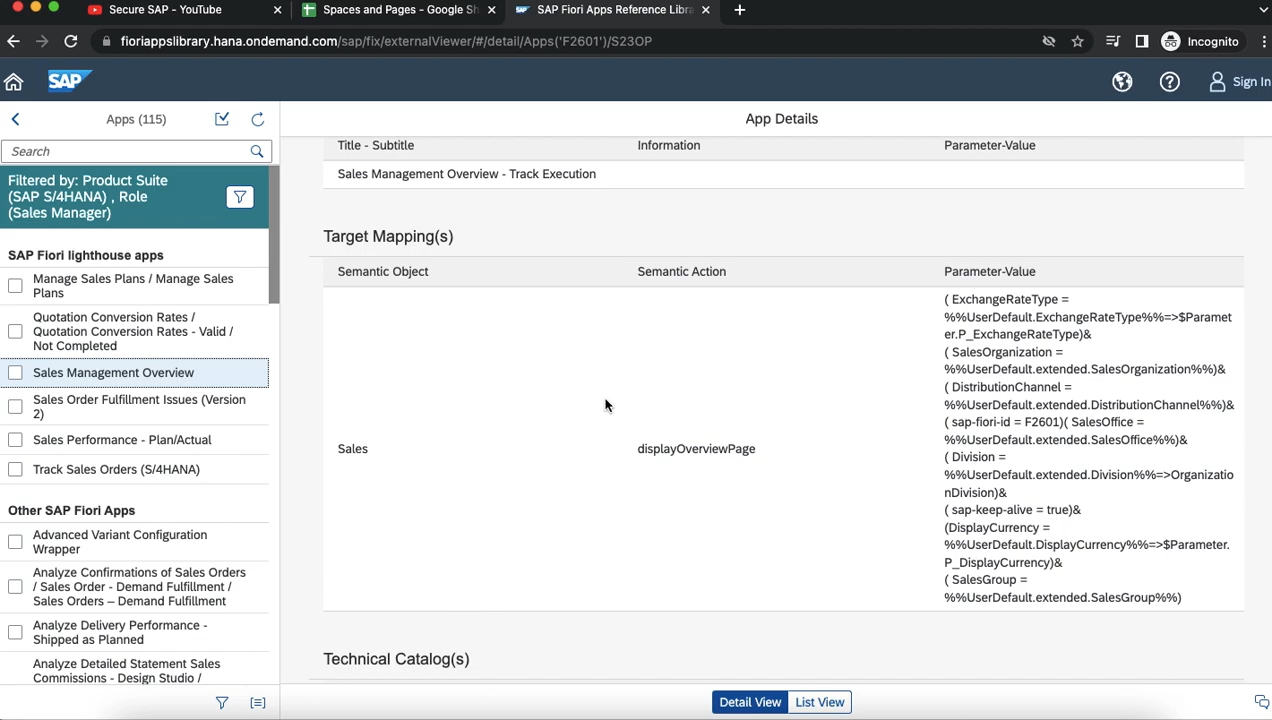 Secure SAP - YouTube
Spaces and Pages - Google Sh
SAP Fiori Apps Reference Libra
fioriappslibrary.hana.ondemand.com/sap/fix/externalViewer/#/detail/Apps('F2601')/S23OP
Incognito
SAP
Sign In
Apps (115)
App Details
Search
Filtered by: Product Suite
(SAP S/4HANA) , Role
(Sales Manager)
SAP Fiori lighthouse apps
Manage Sales Plans / Manage Sales
Plans
Quotation Conversion Rates /
Quotation Conversion Rates - Valid /
Not Completed
Sales Management Overview
Sales Order Fulfillment Issues (Version
2)
Sales Performance - Plan/Actual
Track Sales Orders (S/4HANA)
Other SAP Fiori Apps
Advanced Variant Configuration
Wrapper
Analyze Confirmations of Sales Orders
/ Sales Order - Demand Fulfillment /
Sales Orders – Demand Fulfillment
Analyze Delivery Performance -
Shipped as Planned
Analyze Detailed Statement Sales
Commissions - Design Studio /
Title - Subtitle
Information
Parameter-Value
Sales Management Overview - Track Execution
Target Mapping(s)
Semantic Object
Semantic Action
Parameter-Value
Sales
displayOverviewPage
( ExchangeRateType =
%%UserDefault.ExchangeRateType%%=>$Paramet
er.P_ExchangeRateType)&
( SalesOrganization =
%%UserDefault.extended.SalesOrganization%%)&
( DistributionChannel =
%%UserDefault.extended.DistributionChannel%%)&
( sap-fiori-id = F2601)( SalesOffice =
%%UserDefault.extended.SalesOffice%%)&
( Division =
%%UserDefault.extended.Division%%=>Organizatio
nDivision)&
( sap-keep-alive = true)&
(DisplayCurrency =
%%UserDefault.DisplayCurrency%%=>$Parameter.
P_DisplayCurrency)&
( SalesGroup =
%%UserDefault.extended.SalesGroup%%)
Technical Catalog(s)
Detail View
List View